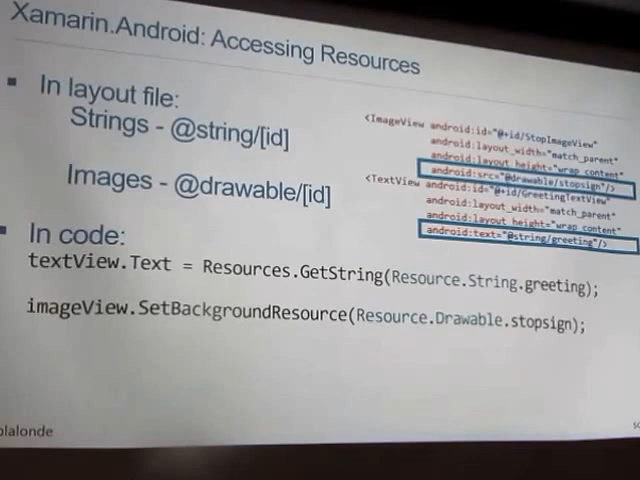 Xamarin.Android: Accessing Resources
▪ In layout file:
Strings - @string/[id]
Images - @drawable/[id]
<ImageView android:id="@+id/StopImageView"
android:layout_width="match_parent"
android:layout_height="wrap_content"
android:src="@drawable/stopsign"/>
<TextView android:id="@+id/GreetingTextView"
android:layout_width="match_parent"
android:layout_height="wrap_content"
android:text="@string/greeting"/>
▪ In code:
textView.Text = Resources.GetString(Resource.String.greeting);
imageView.SetBackgroundResource(Resource.Drawable.stopsign);
plalonde